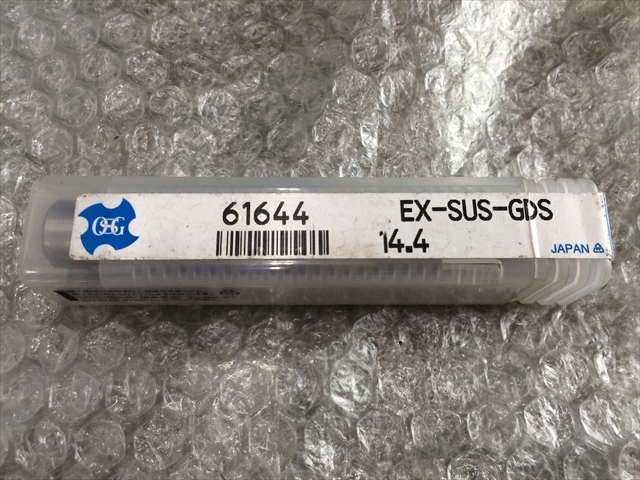 OSG
61644
EX-SUS-GDS
14.4
JAPAN